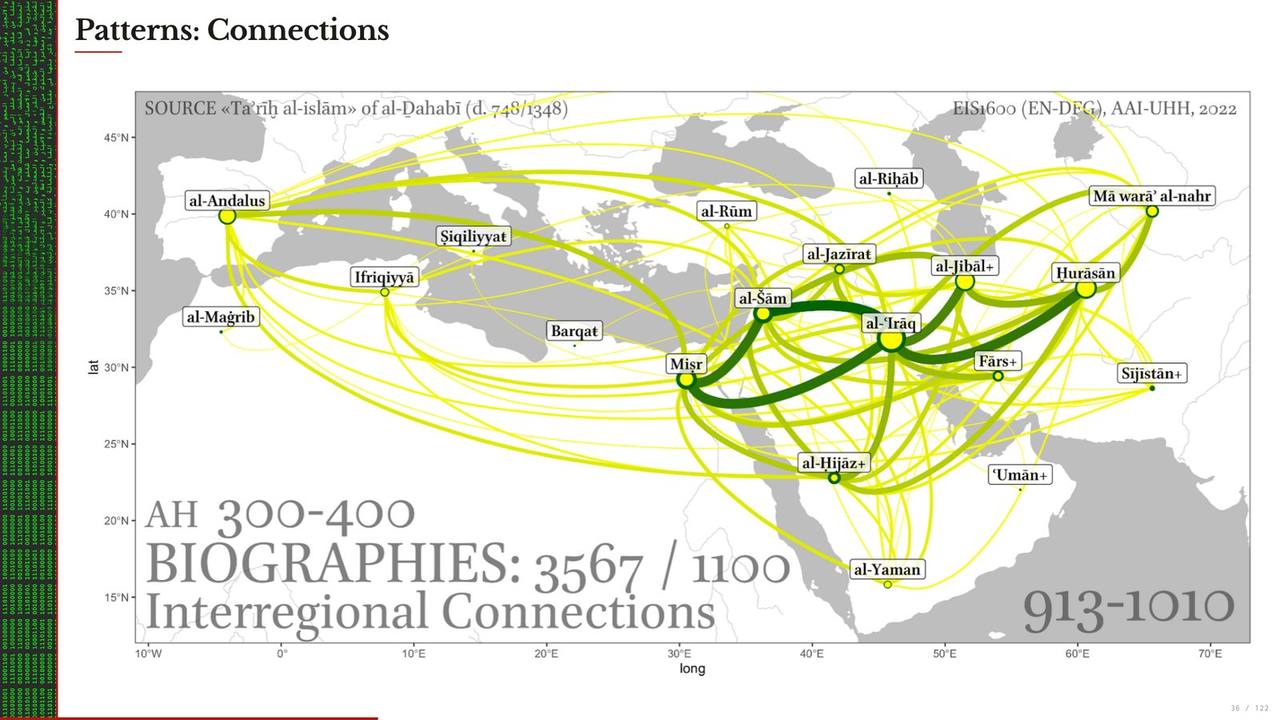 Patterns: Connections
SOURCE «Taʾrīḫ al-islām» of al-Ḏahabī (d. 748/1348)
EIS1600 (EN-DFG), AAI-UHH, 2022
45°N
40°N
35°N
30°N
25°N
20°N
15°N
lat
al-Andalus
al-Riḥāb
Mā warāʾ al-nahr
al-Rūm
Ṣiqiliyyaŧ
al-Jazīraŧ
al-Jibāl+
Ifriqiyyā
Ḫurāsān
al-Šām
al-Maġrib
Barqaŧ
al-ʿIrāq
Miṣr
Fārs+
Sijistān+
al-Ḥijāz+
ʿUmān+
al-Yaman
AH 300-400
BIOGRAPHIES: 3567 / 1100
Interregional Connections
913-1010
10°W
0°
10°E
20°E
30°E
40°E
50°E
60°E
70°E
long
36 / 122